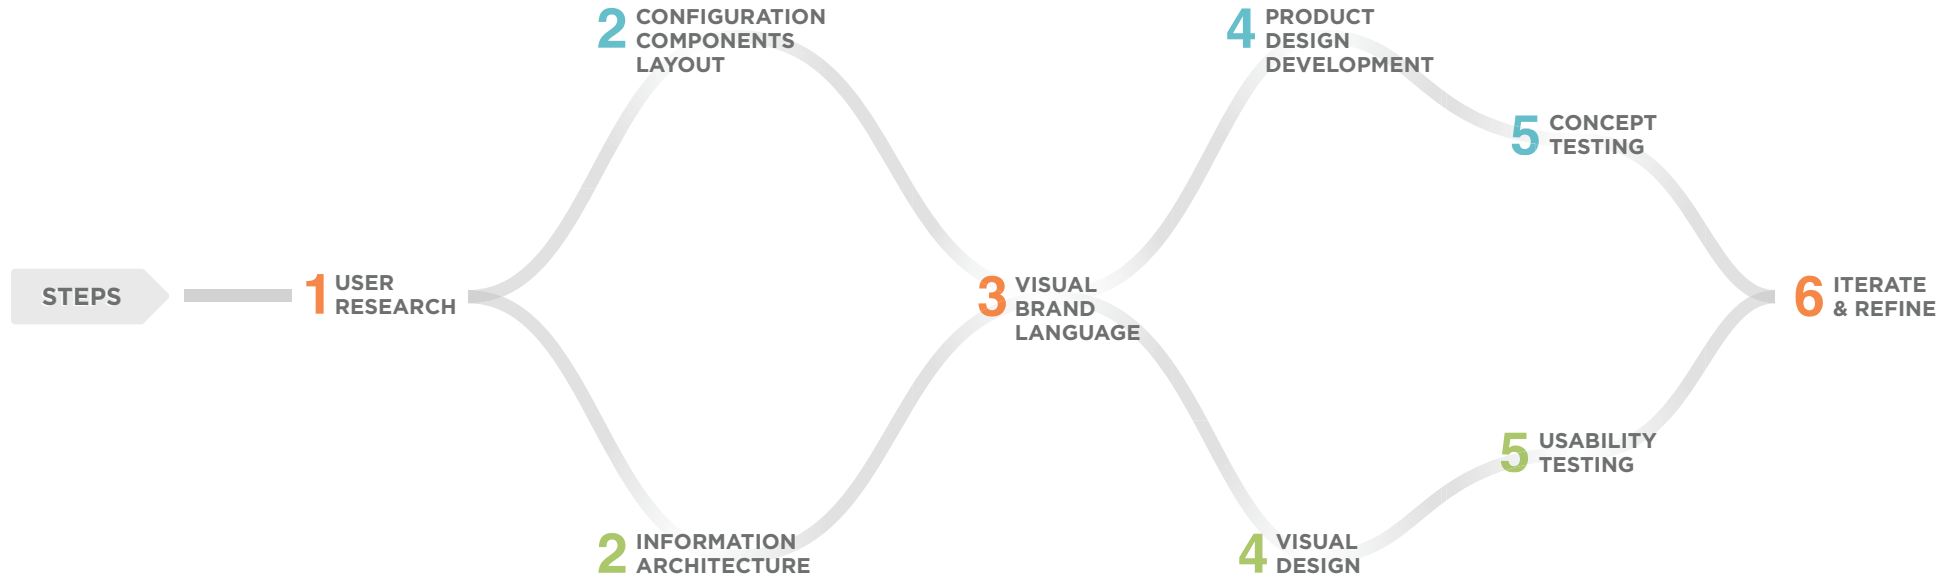 STEPS
1 USER
RESEARCH
2 CONFIGURATION
COMPONENTS
LAYOUT
2 INFORMATION
ARCHITECTURE
3 VISUAL
BRAND
LANGUAGE
4 PRODUCT
DESIGN
DEVELOPMENT
4 VISUAL
DESIGN
5 CONCEPT
TESTING
5 USABILITY
TESTING
6 ITERATE
& REFINE